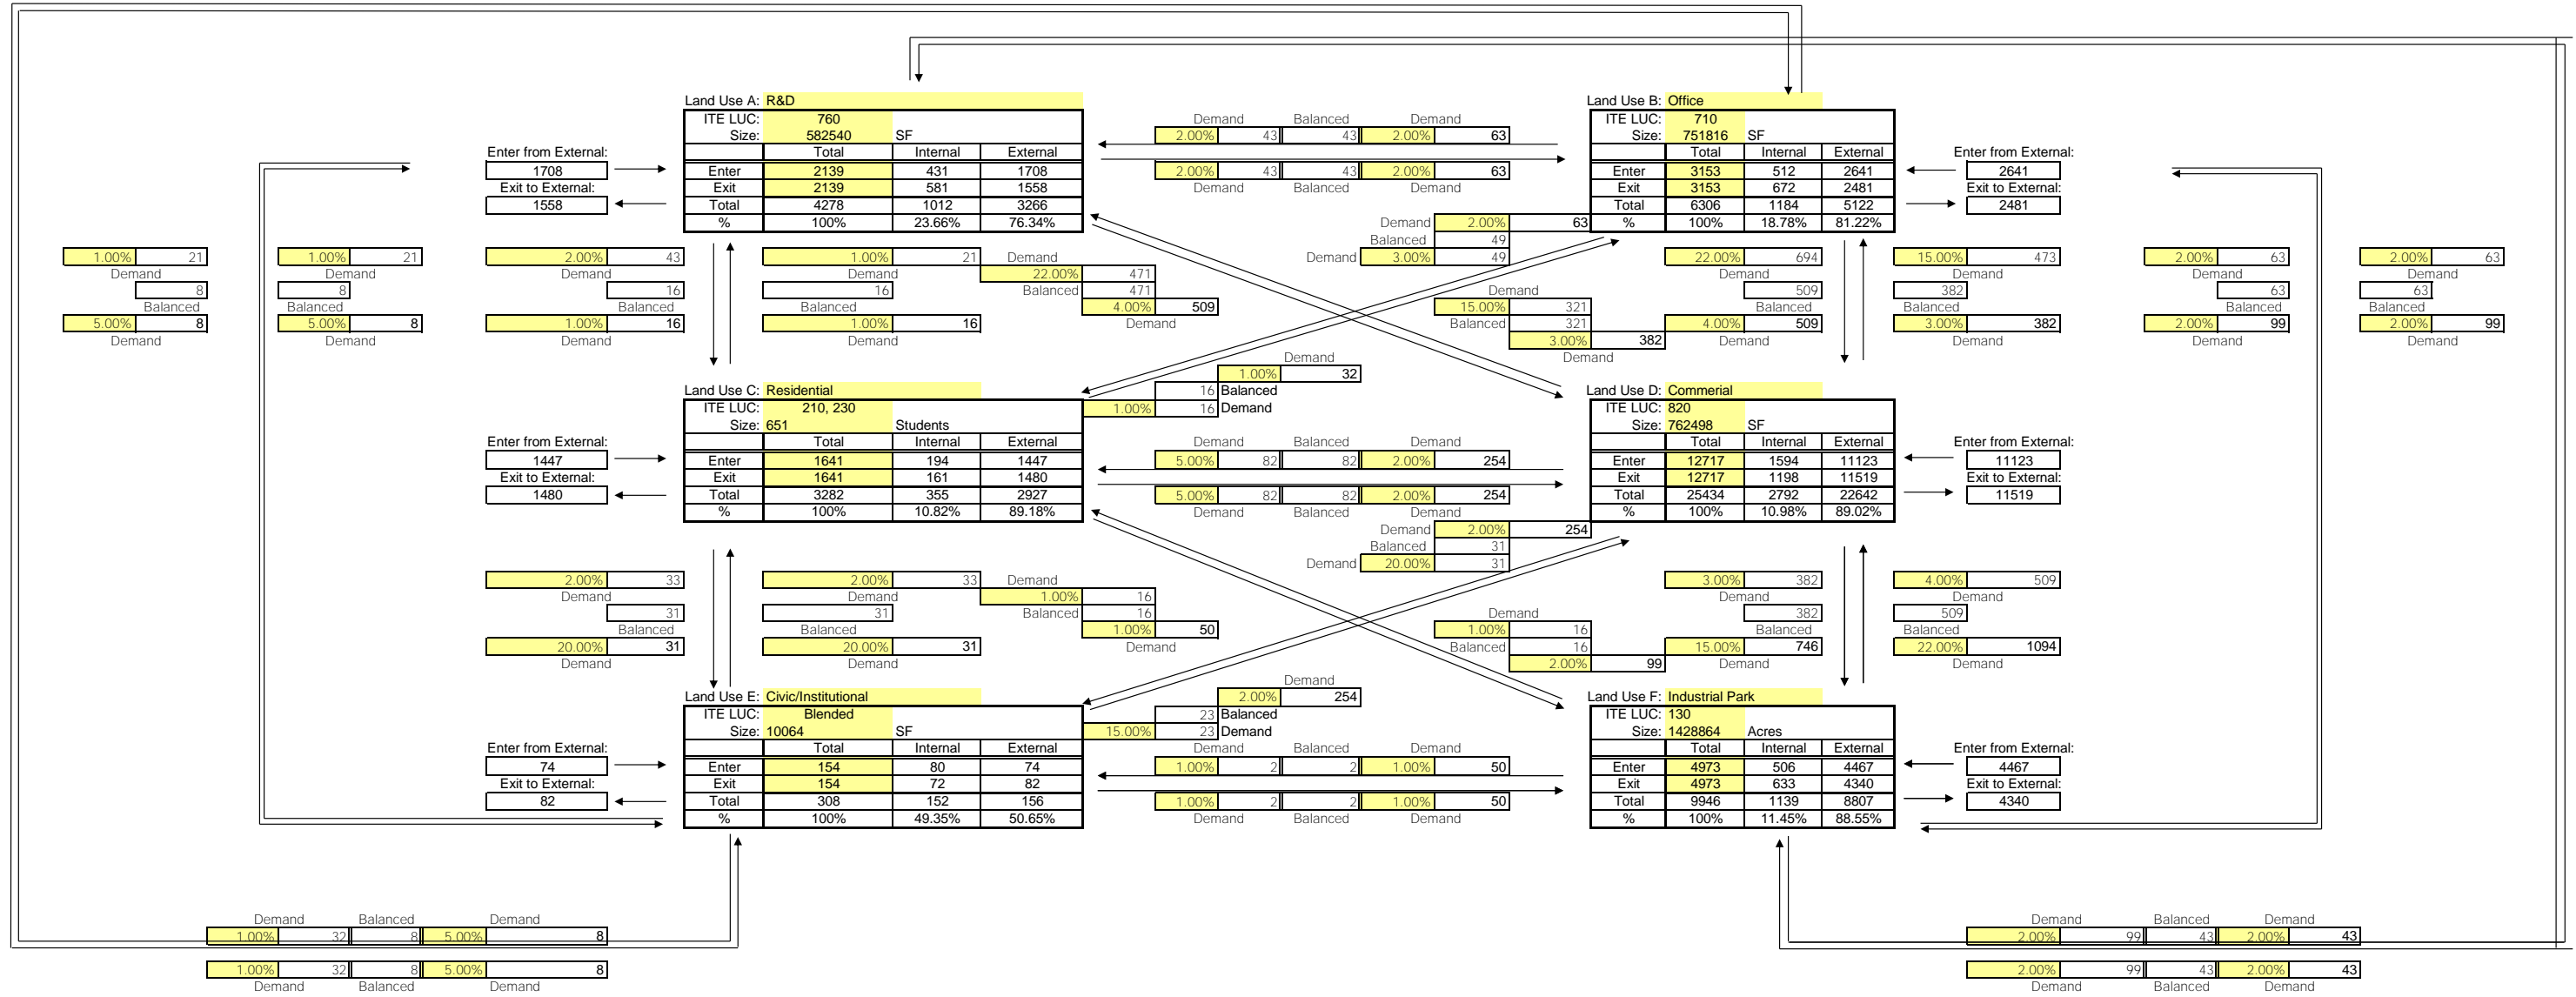 Land Use A: R&D
ITE LUC: 760
Size: 582540 SF
Total Internal External
Enter 2139 431 1708
Exit 2139 581 1558
Total 4278 1012 3266
% 100% 23.66% 76.34%
Enter from External:
1708
Exit to External:
1558
Demand Balanced Demand
2.00% 43 43 2.00% 63
2.00% 43 43 2.00% 63
Demand Balanced Demand
Land Use B: Office
ITE LUC: 710
Size: 751816 SF
Total Internal External
Enter 3153 512 2641
Exit 3153 672 2481
Total 6306 1184 5122
% 100% 18.78% 81.22%
Enter from External:
2641
Exit to External:
2481
Demand 2.00% 63
Balanced 49
Demand 3.00% 49
1.00% 21
Demand
8
Balanced
5.00% 8
Demand
1.00% 21
Demand
8
Balanced
5.00% 8
Demand
2.00% 43
Demand
16
Balanced
1.00% 16
Demand
1.00% 21
Demand
16
Balanced
1.00% 16
Demand
Demand
22.00% 471
Balanced 471
4.00% 509
Demand
Demand
15.00% 321
Balanced 321
3.00% 382
Demand
22.00% 694
Demand
509
Balanced
4.00% 509
Demand
15.00% 473
Demand
382
Balanced
3.00% 382
Demand
2.00% 63
Demand
63
Balanced
2.00% 99
Demand
2.00% 63
Demand
63
Balanced
2.00% 99
Demand
Demand
1.00% 32
16 Balanced
1.00% 16 Demand
Land Use C: Residential
ITE LUC: 210, 230
Size: 651 Students
Total Internal External
Enter 1641 194 1447
Exit 1641 161 1480
Total 3282 355 2927
% 100% 10.82% 89.18%
Enter from External:
1447
Exit to External:
1480
Demand Balanced Demand
5.00% 82 82 2.00% 254
5.00% 82 82 2.00% 254
Demand Balanced Demand
Land Use D: Commerial
ITE LUC: 820
Size: 762498 SF
Total Internal External
Enter 12717 1594 11123
Exit 12717 1198 11519
Total 25434 2792 22642
% 100% 10.98% 89.02%
Enter from External:
11123
Exit to External:
11519
Demand 2.00% 254
Balanced 31
Demand 20.00% 31
2.00% 33
Demand
31
Balanced
20.00% 31
Demand
2.00% 33
Demand
31
Balanced
20.00% 31
Demand
Demand
1.00% 16
Balanced 16
1.00% 50
Demand
Demand
1.00% 16
Balanced 16
2.00% 99
3.00% 382
Demand
382
Balanced
15.00% 746
Demand
4.00% 509
Demand
509
Balanced
22.00% 1094
Demand
Demand
2.00% 254
23 Balanced
15.00% 23 Demand
Land Use E: Civic/Institutional
ITE LUC: Blended
Size: 10064 SF
Total Internal External
Enter 154 80 74
Exit 154 72 82
Total 308 152 156
% 100% 49.35% 50.65%
Enter from External:
74
Exit to External:
82
Demand Balanced Demand
1.00% 2 2 1.00% 50
1.00% 2 2 1.00% 50
Demand Balanced Demand
Land Use F: Industrial Park
ITE LUC: 130
Size: 1428864 Acres
Total Internal External
Enter 4973 506 4467
Exit 4973 633 4340
Total 9946 1139 8807
% 100% 11.45% 88.55%
Enter from External:
4467
Exit to External:
4340
Demand Balanced Demand
1.00% 32 8 5.00% 8
1.00% 32 8 5.00% 8
Demand Balanced Demand
Demand Balanced Demand
2.00% 99 43 2.00% 43
2.00% 99 43 2.00% 43
Demand Balanced Demand